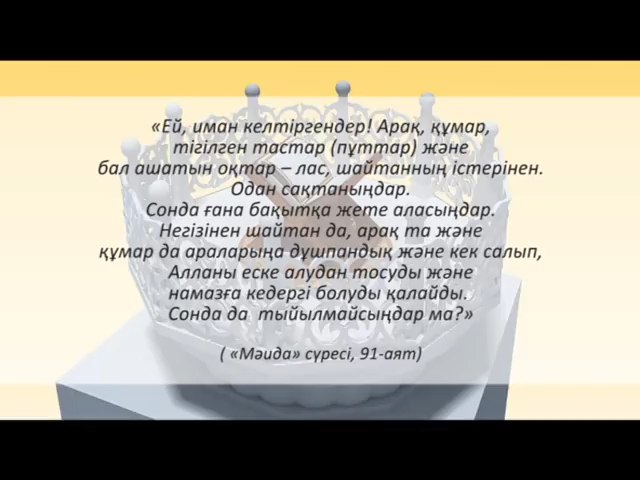 «Ей, иман келтіргендер! Арақ, құмар,
тігілген тастар (пұттар) және
бал ашатын оқтар – лас, шайтанның істерінен.
Одан сақтаныңдар.
Сонда ғана бақытқа жете аласыңдар.
Негізінен шайтан да, арақ та және
құмар да араларыңа дұшпандық және кек салып,
Алланы еске алудан тосуды және
намазға кедергі болуды қалайды.
Сонда да тыйылмайсыңдар ма?»
( «Мәида» сүресі, 91-аят)